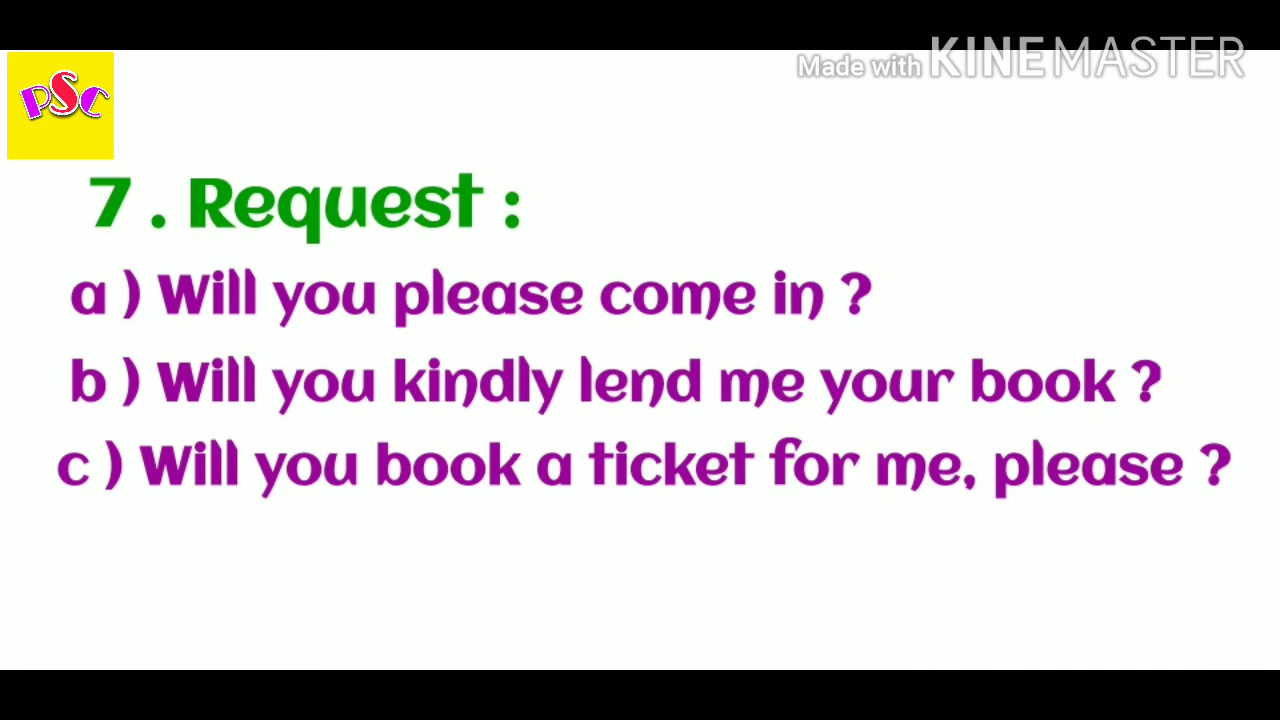 Made with KINEMASTER
PSC
7 . Request :
a ) Will you please come in ?
b ) Will you kindly lend me your book ?
c ) Will you book a ticket for me, please ?